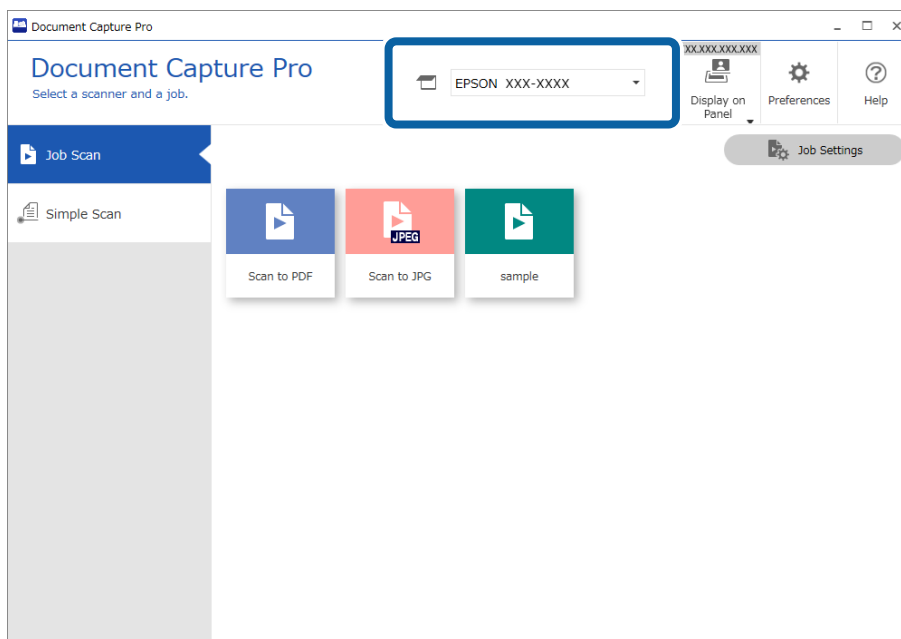 Document Capture Pro
Document Capture Pro
Select a scanner and a job.
EPSON XXX-XXXX
XX.XXX.XXX.XXX
Display on
Panel
Preferences
Help
Job Scan
Job Settings
Simple Scan
JPEG
Scan to PDF
Scan to JPG
sample